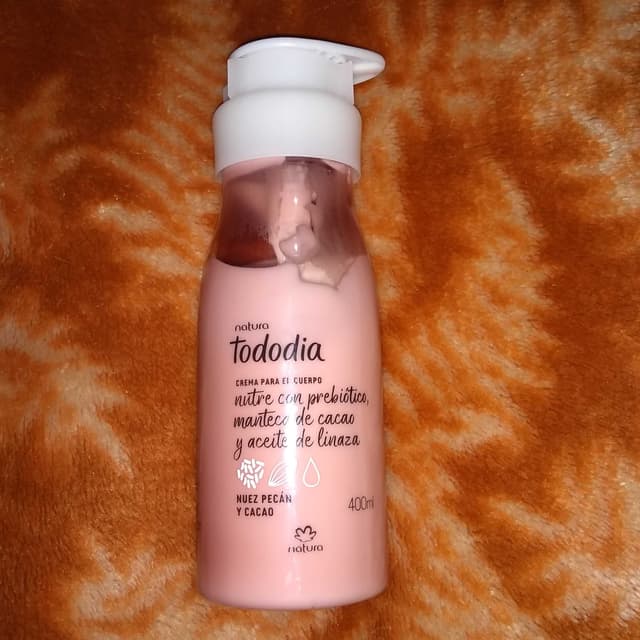 natura
tododia
CREMA PARA EL CUERPO
nutre con prebiótico,
manteca de cacao
y aceite de linaza
NUEZ PECÁN
Y CACAO
400ml
natura